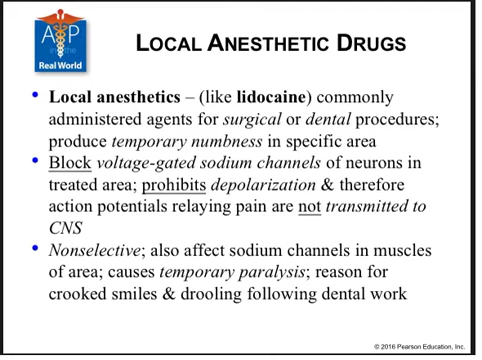 A&P
in the
Real World
LOCAL ANESTHETIC DRUGS
• Local anesthetics – (like lidocaine) commonly
administered agents for surgical or dental procedures;
produce temporary numbness in specific area
• Block voltage-gated sodium channels of neurons in
treated area; prohibits depolarization & therefore
action potentials relaying pain are not transmitted to
CNS
• Nonselective; also affect sodium channels in muscles
of area; causes temporary paralysis; reason for
crooked smiles & drooling following dental work
© 2016 Pearson Education, Inc.